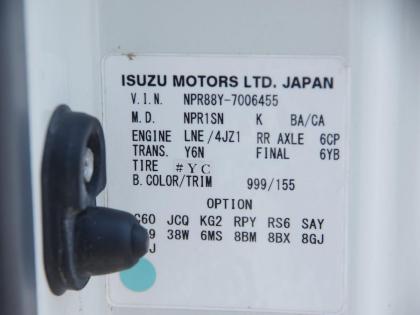 ISUZU MOTORS LTD. JAPAN
V.I.N. NPR88Y-7006455
M.D. NPR1SN K BA/CA
ENGINE LNE/4JZ1 RR AXLE 6CP
TRANS. Y6N FINAL 6YB
TIRE #YC
B.COLOR/TRIM 999/155
OPTION
JCQ KG2 RPY RS6 SAY
38W 6MS 8BM 8BX 8GJ